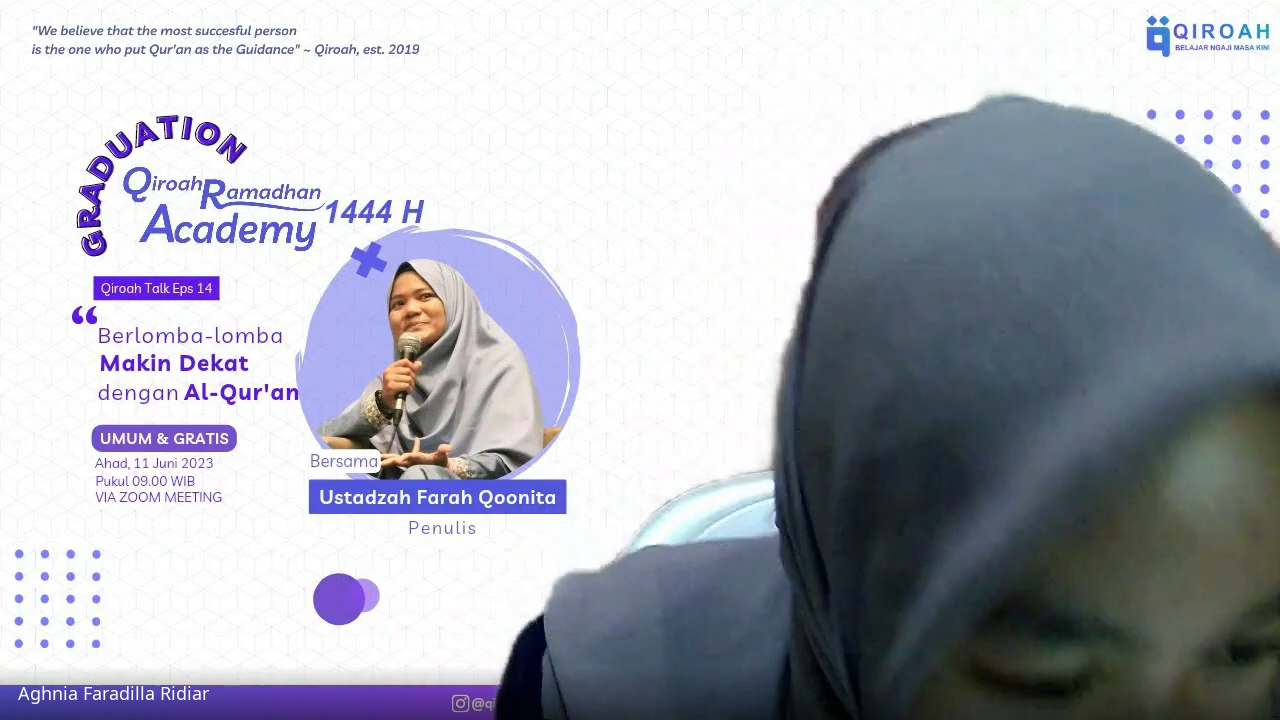 "We believe that the most succesful person
is the one who put Qur'an as the Guidance" ~ Qiroah, est. 2019
QIROAH
BELAJAR NGAJI MASA KINI
GRADUATION
Qiroah Ramadhan
Academy 1444 H
Qiroah Talk Eps 14
“Berlomba-lomba
Makin Dekat
dengan Al-Qur'an
UMUM & GRATIS
Ahad, 11 Juni 2023
Pukul 09.00 WIB
VIA ZOOM MEETING
Bersama
Ustadzah Farah Qoonita
Penulis
Aghnia Faradilla Ridiar